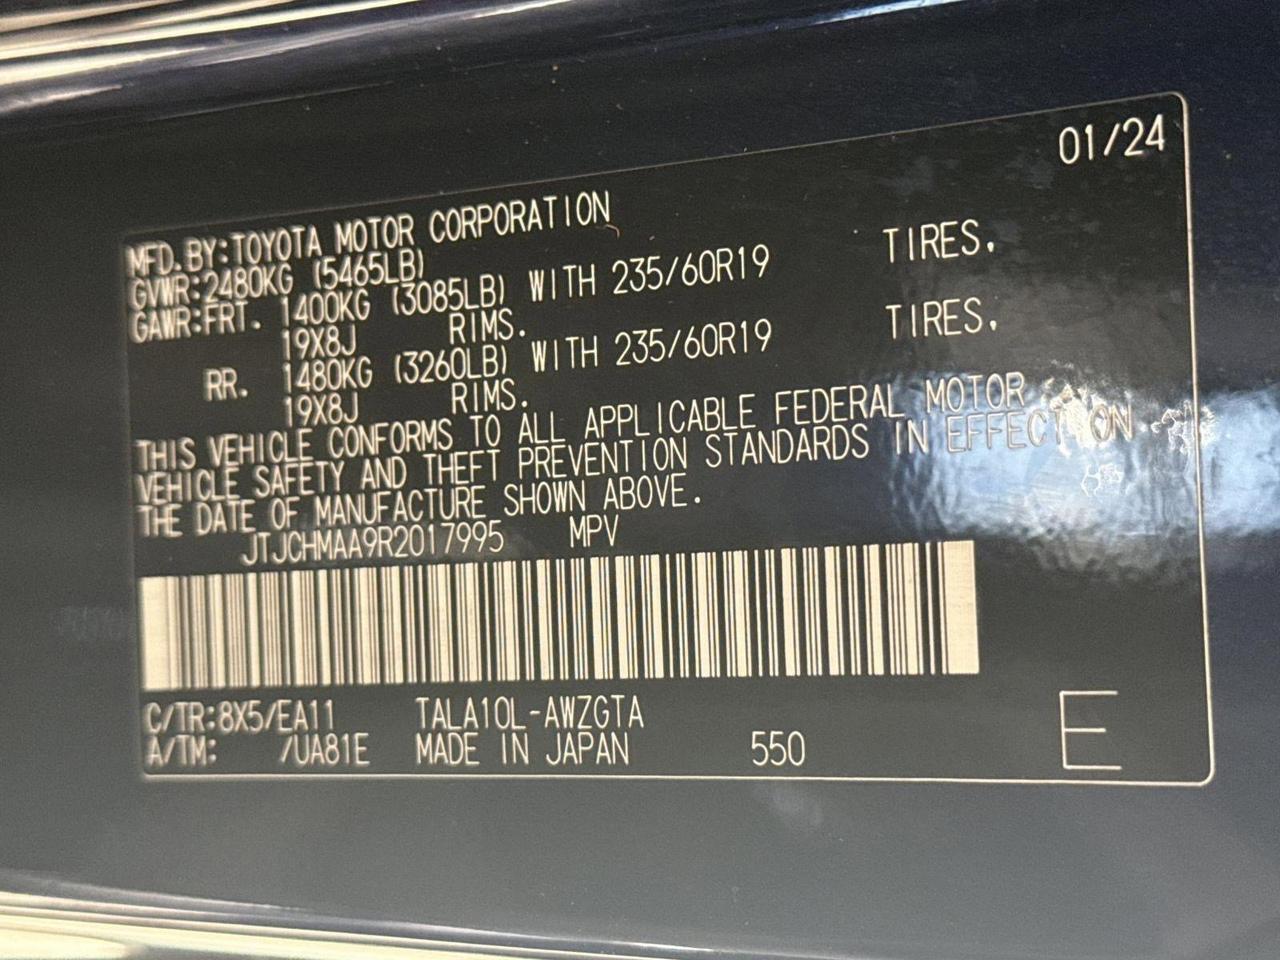 01/24
MFD.BY:TOYOTA MOTOR CORPORATION
GVWR:2480KG (5465LB)
GAWR:FRT. 1400KG (3085LB) WITH 235/60R19 TIRES.
19X8J RIMS.
RR. 1480KG (3260LB) WITH 235/60R19 TIRES.
19X8J RIMS.
THIS VEHICLE CONFORMS TO ALL APPLICABLE FEDERAL MOTOR
VEHICLE SAFETY AND THEFT PREVENTION STANDARDS IN EFFECT ON
THE DATE OF MANUFACTURE SHOWN ABOVE.
JTJCHMAA9R2017995 MPV
C/TR:8X5/EA11 TALA10L-AWZGTA
A/TM: /UA81E MADE IN JAPAN 550 E